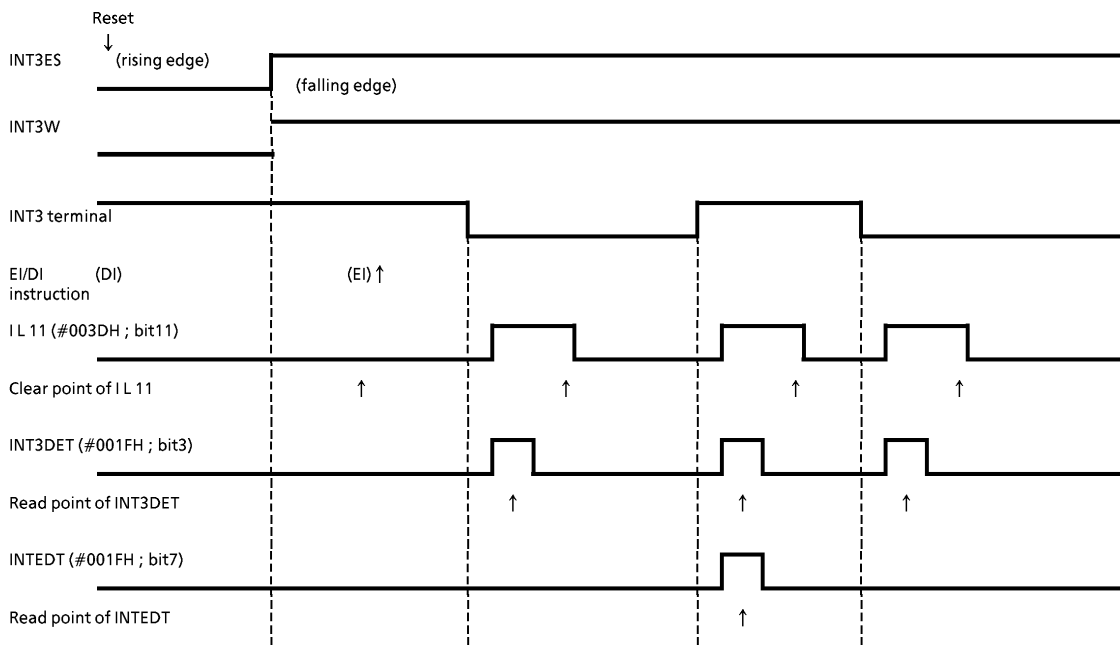 Reset
INT3ES
(rising edge)
(falling edge)
INT3W
INT3 terminal
EI/DI (DI) (EI)
instruction
I L 11 (#003DH ; bit11)
Clear point of I L 11
INT3DET (#001FH ; bit3)
Read point of INT3DET
INTEDT (#001FH ; bit7)
Read point of INTEDT